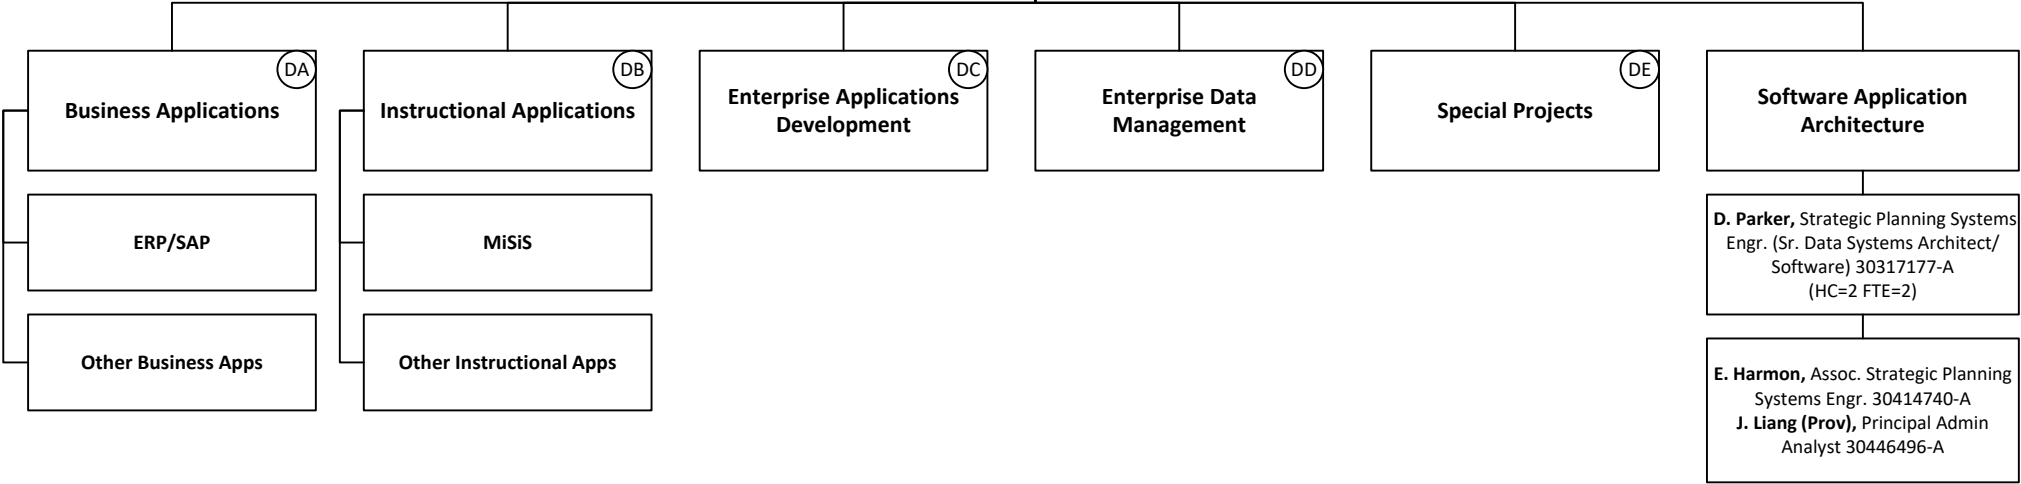 DA
Business Applications
ERP/SAP
Other Business Apps
DB
Instructional Applications
MiSiS
Other Instructional Apps
DC
Enterprise Applications
Development
DD
Enterprise Data
Management
DE
Special Projects
Software Application
Architecture
D. Parker, Strategic Planning Systems
Engr. (Sr. Data Systems Architect/
Software) 30317177-A
(HC=2 FTE=2)
E. Harmon, Assoc. Strategic Planning
Systems Engr. 30414740-A
J. Liang (Prov), Principal Admin
Analyst 30446496-A